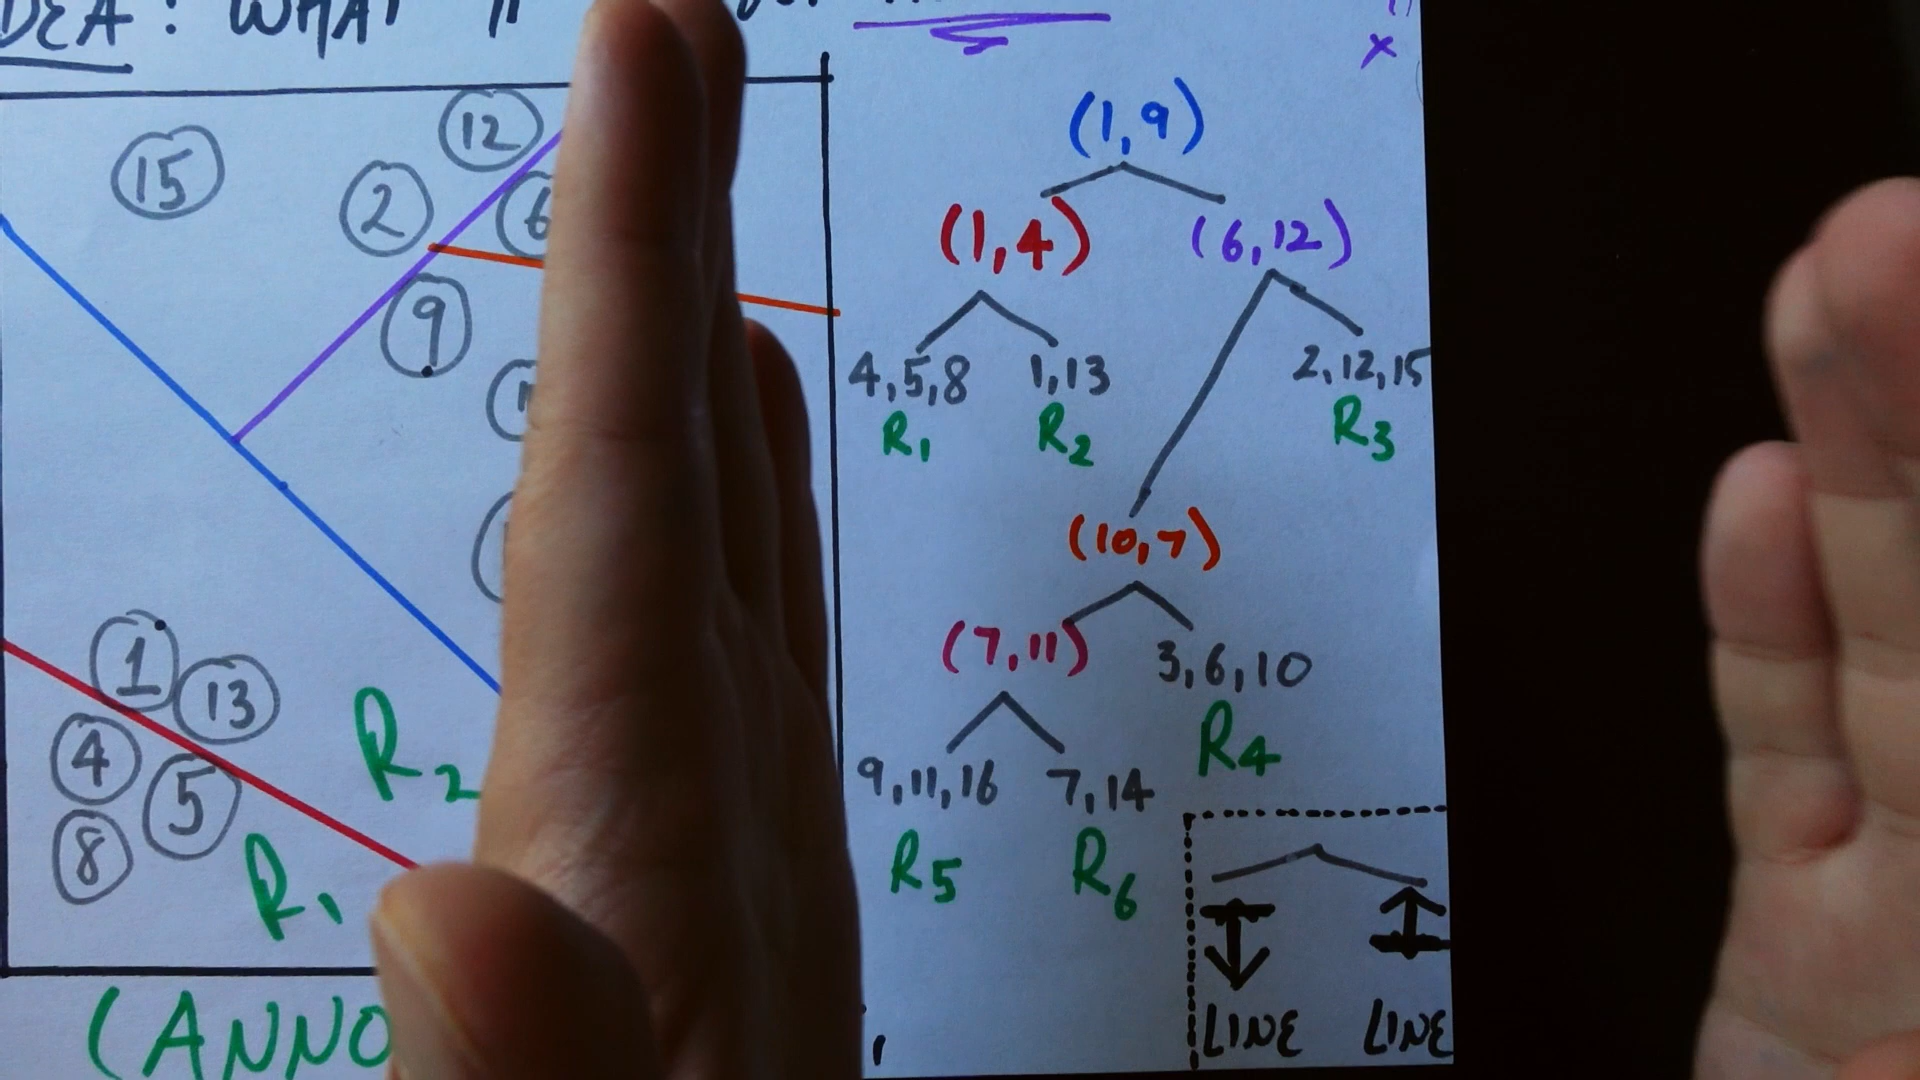 : WHAT
15
12
2
6
9
1
13
4
5
8
R2
R1
(1,9)
(1,4)
(6,12)
4,5,8
1,13
2,12,15
R1
R2
R3
(10,7)
(7,11)
3,6,10
R4
9,11,16
7,14
R5
R6
LINE
LINE
x